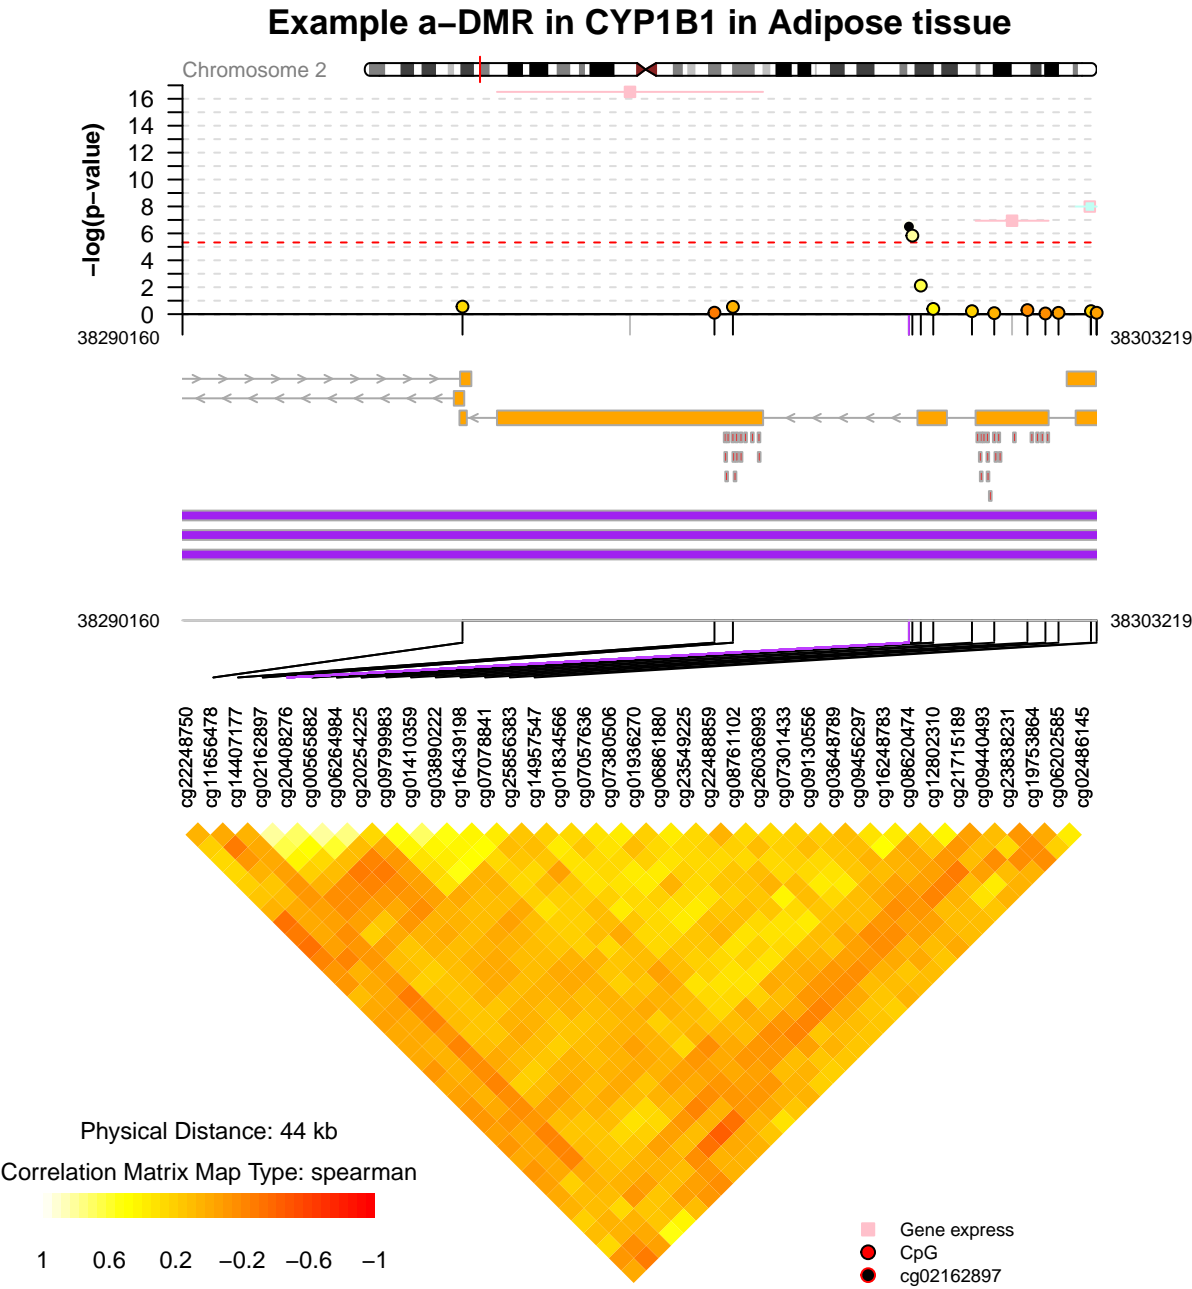 Example a−DMR in CYP1B1 in Adipose tissue
Chromosome 2
−log(p−value)
16
14
12
10
8
6
4
2
0
38290160
38303219
38290160
38303219
cg22248750
cg11656478
cg14407177
cg02162897
cg20408276
cg00565882
cg06264984
cg20254225
cg09799983
cg01410359
cg03890222
cg16439198
cg07078841
cg25856383
cg14957547
cg01834566
cg07057636
cg07380506
cg01936270
cg06861880
cg23549225
cg22488859
cg08761102
cg26036993
cg07301433
cg09130556
cg03648789
cg09456297
cg16248783
cg08620474
cg12802310
cg21715189
cg09440493
cg23838231
cg19753864
cg06202585
cg02486145
Physical Distance: 44 kb
Correlation Matrix Map Type: spearman
1 0.6 0.2 −0.2 −0.6 −1
Gene express
CpG
cg02162897